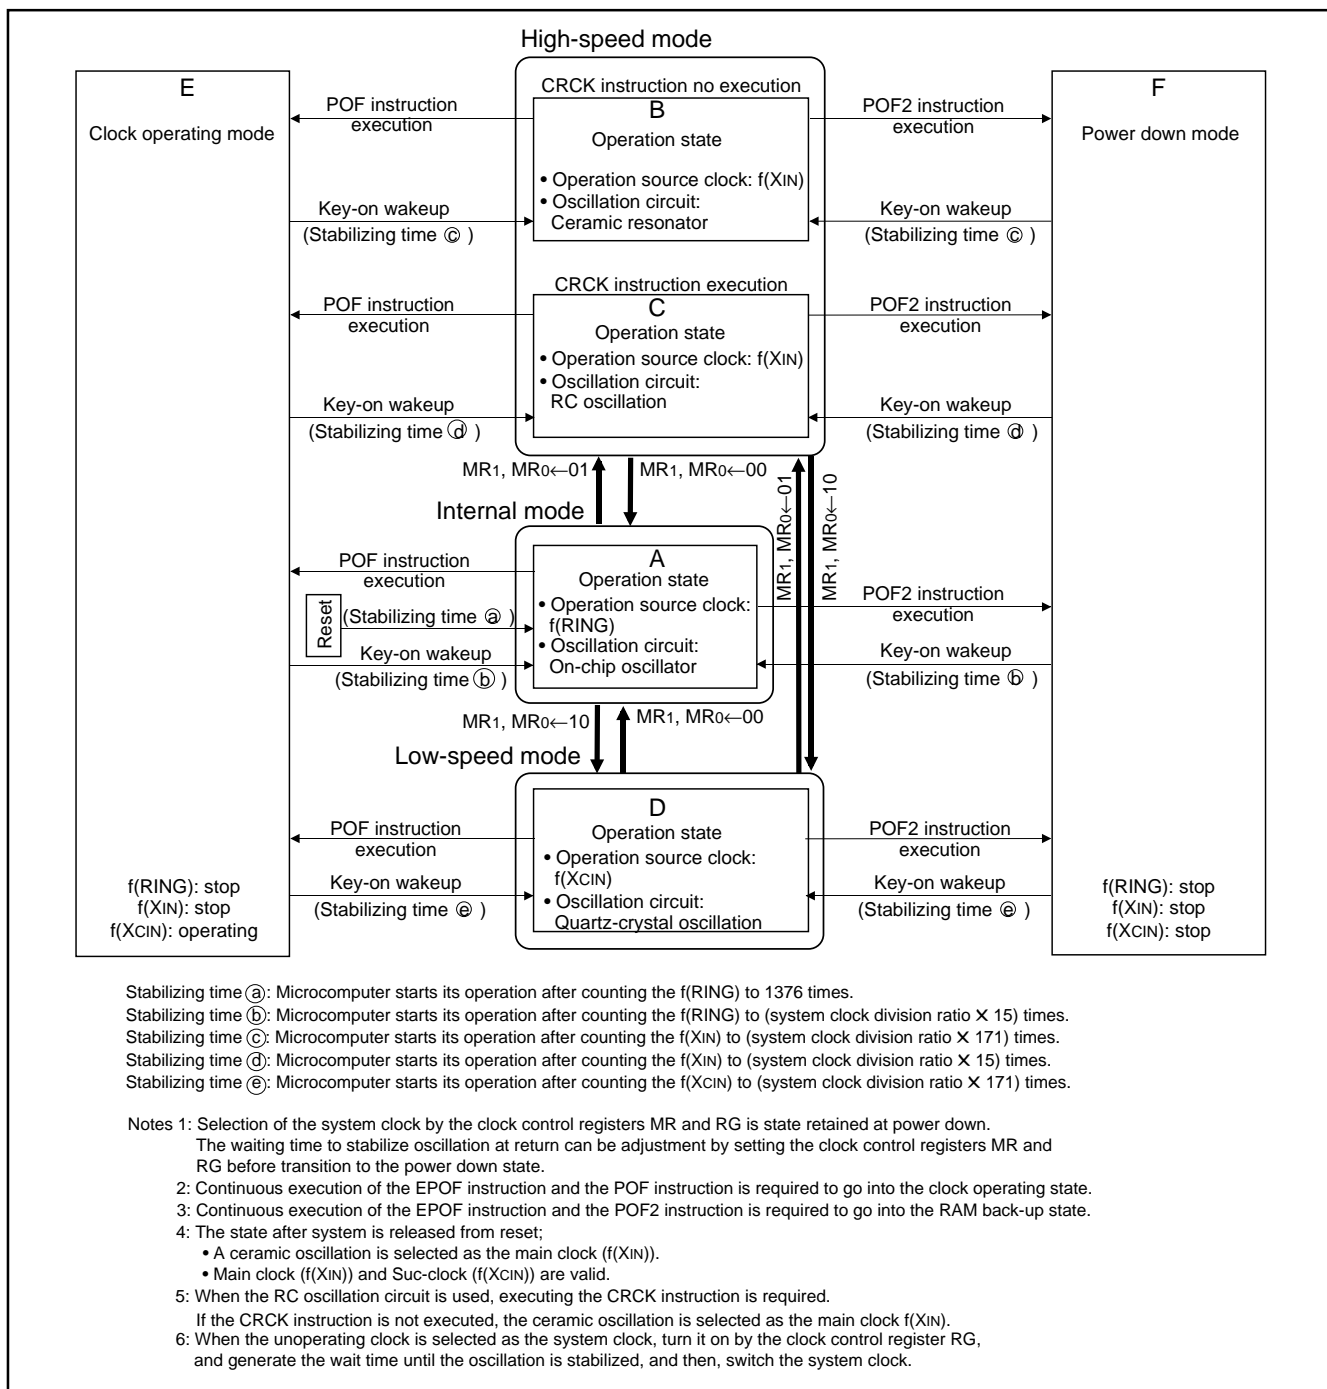 High-speed mode
E
Clock operating mode
f(RING): stop
f(XIN): stop
f(XCIN): operating
F
Power down mode
f(RING): stop
f(XIN): stop
f(XCIN): stop
CRCK instruction no execution
B
Operation state
• Operation source clock: f(XIN)
• Oscillation circuit:
Ceramic resonator
POF instruction
execution
Key-on wakeup
(Stabilizing time ⓒ )
POF2 instruction
execution
Key-on wakeup
(Stabilizing time ⓒ )
CRCK instruction execution
C
Operation state
• Operation source clock: f(XIN)
• Oscillation circuit:
RC oscillation
POF instruction
execution
Key-on wakeup
(Stabilizing time ⓓ )
POF2 instruction
execution
Key-on wakeup
(Stabilizing time ⓓ )
MR1, MR0←01
MR1, MR0←00
MR1, MR0←01
MR1, MR0←10
Internal mode
A
Operation state
• Operation source clock:
f(RING)
• Oscillation circuit:
On-chip oscillator
POF instruction
execution
Reset
(Stabilizing time ⓐ )
Key-on wakeup
(Stabilizing time ⓑ )
POF2 instruction
execution
Key-on wakeup
(Stabilizing time ⓑ )
MR1, MR0←10
MR1, MR0←00
Low-speed mode
D
Operation state
• Operation source clock:
f(XCIN)
• Oscillation circuit:
Quartz-crystal oscillation
POF instruction
execution
Key-on wakeup
(Stabilizing time ⓔ )
POF2 instruction
execution
Key-on wakeup
(Stabilizing time ⓔ )
Stabilizing time ⓐ: Microcomputer starts its operation after counting the f(RING) to 1376 times.
Stabilizing time ⓑ: Microcomputer starts its operation after counting the f(RING) to (system clock division ratio ✕ 15) times.
Stabilizing time ⓒ: Microcomputer starts its operation after counting the f(XIN) to (system clock division ratio ✕ 171) times.
Stabilizing time ⓓ: Microcomputer starts its operation after counting the f(XIN) to (system clock division ratio ✕ 15) times.
Stabilizing time ⓔ: Microcomputer starts its operation after counting the f(XCIN) to (system clock division ratio ✕ 171) times.
Notes 1: Selection of the system clock by the clock control registers MR and RG is state retained at power down.
The waiting time to stabilize oscillation at return can be adjustment by setting the clock control registers MR and
RG before transition to the power down state.
2: Continuous execution of the EPOF instruction and the POF instruction is required to go into the clock operating state.
3: Continuous execution of the EPOF instruction and the POF2 instruction is required to go into the RAM back-up state.
4: The state after system is released from reset;
• A ceramic oscillation is selected as the main clock (f(XIN)).
• Main clock (f(XIN)) and Suc-clock (f(XCIN)) are valid.
5: When the RC oscillation circuit is used, executing the CRCK instruction is required.
If the CRCK instruction is not executed, the ceramic oscillation is selected as the main clock f(XIN).
6: When the unoperating clock is selected as the system clock, turn it on by the clock control register RG,
and generate the wait time until the oscillation is stabilized, and then, switch the system clock.